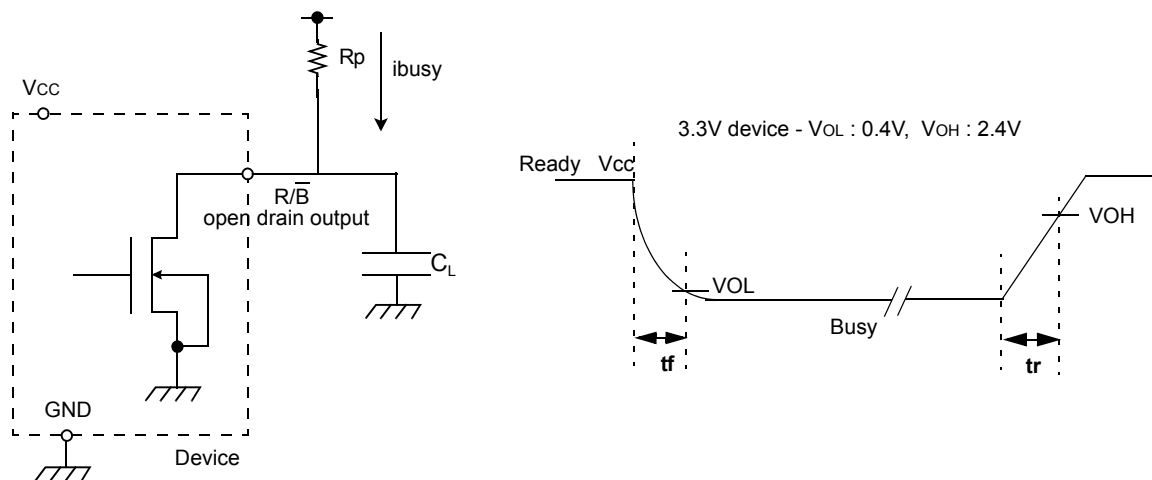 Rp
ibusy
VCC
R/B̅
open drain output
CL
GND
Device
3.3V device - VOL : 0.4V, VOH : 2.4V
Ready Vcc
VOH
VOL
Busy
tf
tr